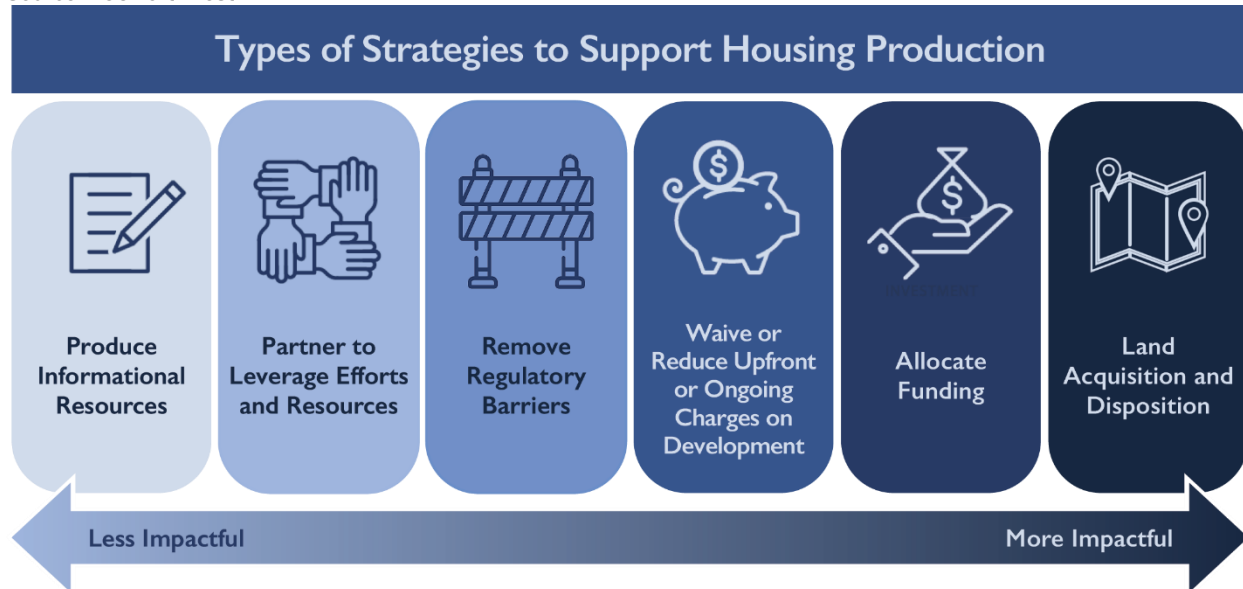 Types of Strategies to Support Housing Production
$
$
INVESTMENT
Produce
Informational
Resources
Partner to
Leverage Efforts
and Resources
Remove
Regulatory
Barriers
Waive or
Reduce Upfront
or Ongoing
Charges on
Development
Allocate
Funding
Land
Acquisition and
Disposition
Less Impactful
More Impactful